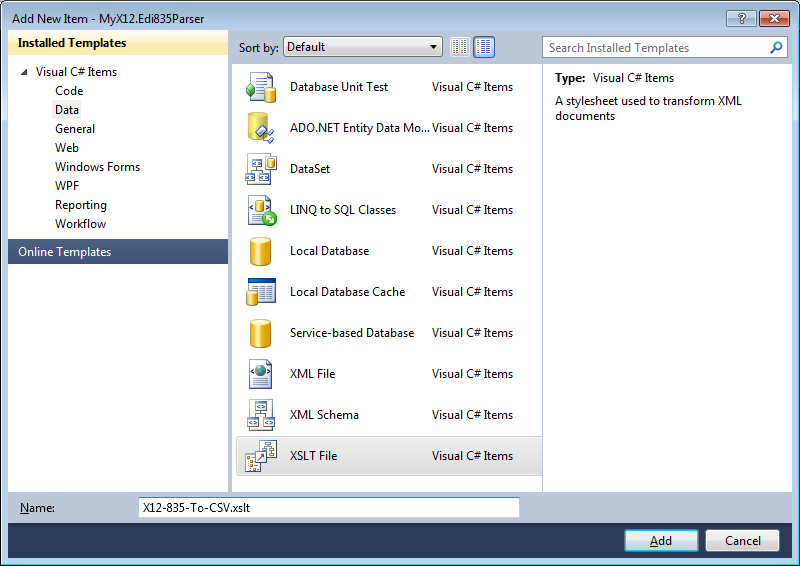 Add New Item - MyX12.Edi835Parser
Installed Templates
Visual C# Items
Code
Data
General
Web
Windows Forms
WPF
Reporting
Workflow
Online Templates
Sort by: Default
Search Installed Templates
Database Unit Test Visual C# Items
ADO.NET Entity Data Mo... Visual C# Items
DataSet Visual C# Items
LINQ to SQL Classes Visual C# Items
Local Database Visual C# Items
Local Database Cache Visual C# Items
Service-based Database Visual C# Items
XML File Visual C# Items
XML Schema Visual C# Items
XSLT File Visual C# Items
Type: Visual C# Items
A stylesheet used to transform XML
documents
Name: X12-835-To-CSV.xslt
Add Cancel